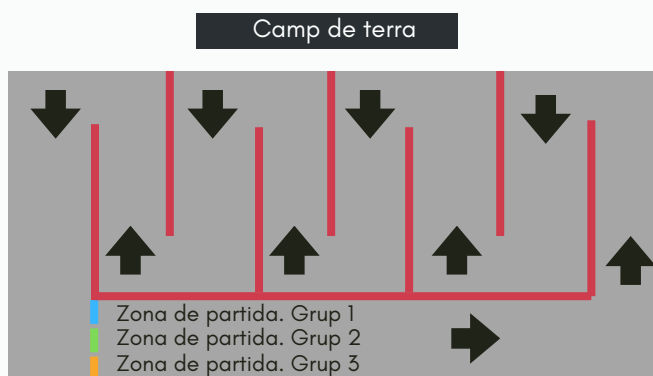 Camp de terra
Zona de partida. Grup 1
Zona de partida. Grup 2
Zona de partida. Grup 3